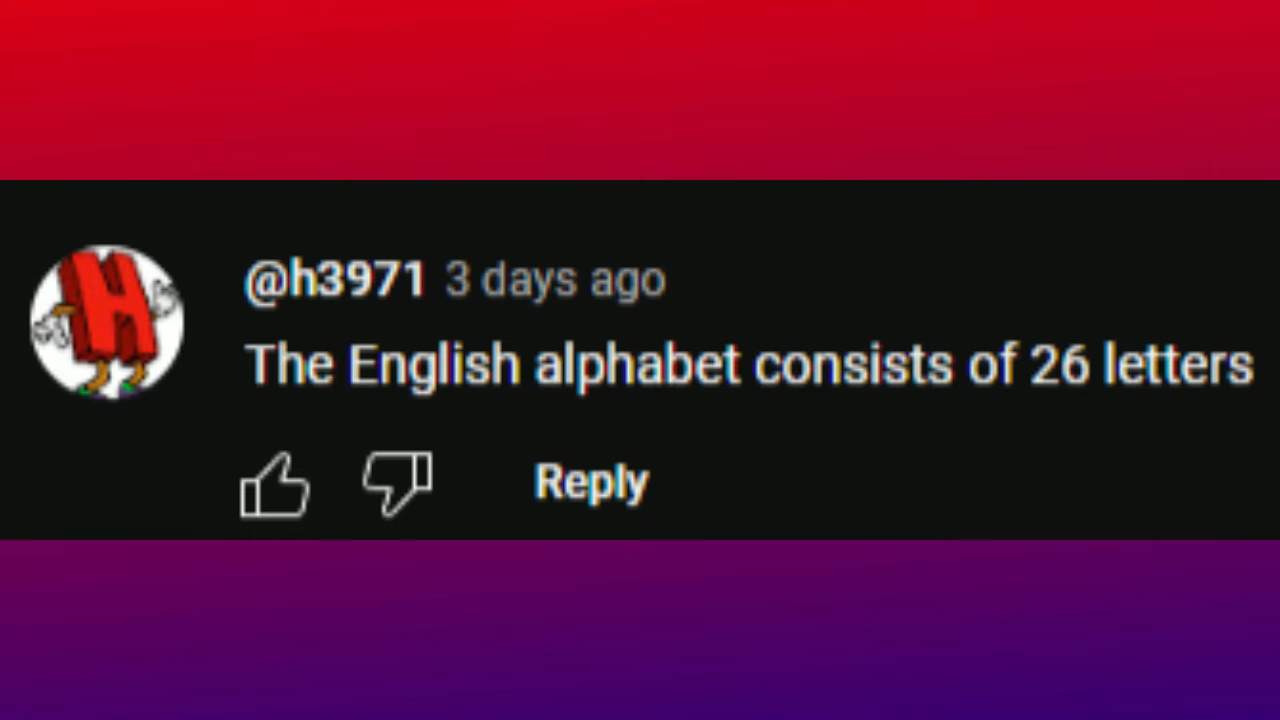 H
@h3971 3 days ago
The English alphabet consists of 26 letters
Reply